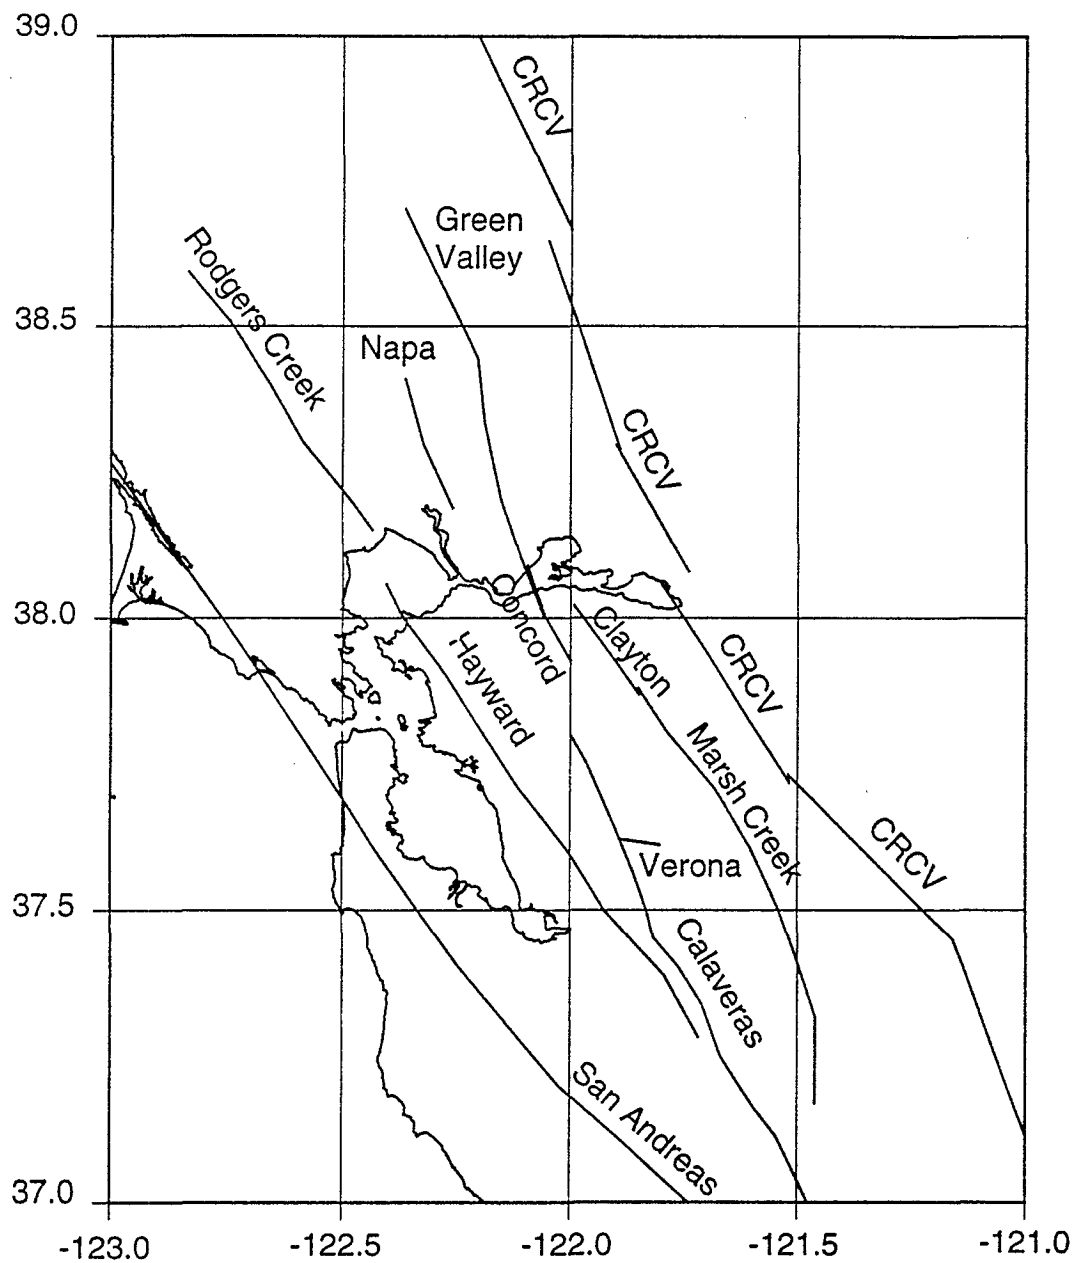 39.0
CRCV
Green
Valley
Rodgers Creek
38.5
Napa
CRCV
38.0
Concord
Clayton
Hayward
CRCV
Marsh Creek
CRCV
Verona
37.5
Calaveras
San Andreas
37.0
-123.0 -122.5 -122.0 -121.5 -121.0